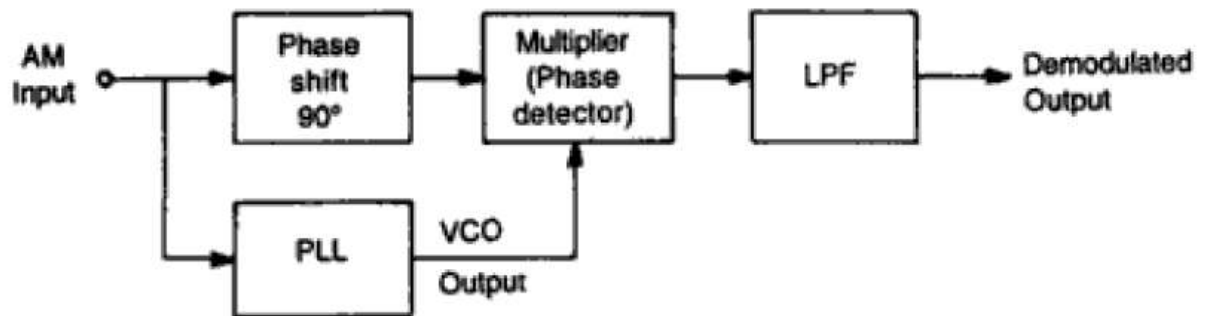 AM
Input
Phase
shift
90°
Multiplier
(Phase
detector)
LPF
Demodulated
Output
PLL
VCO
Output